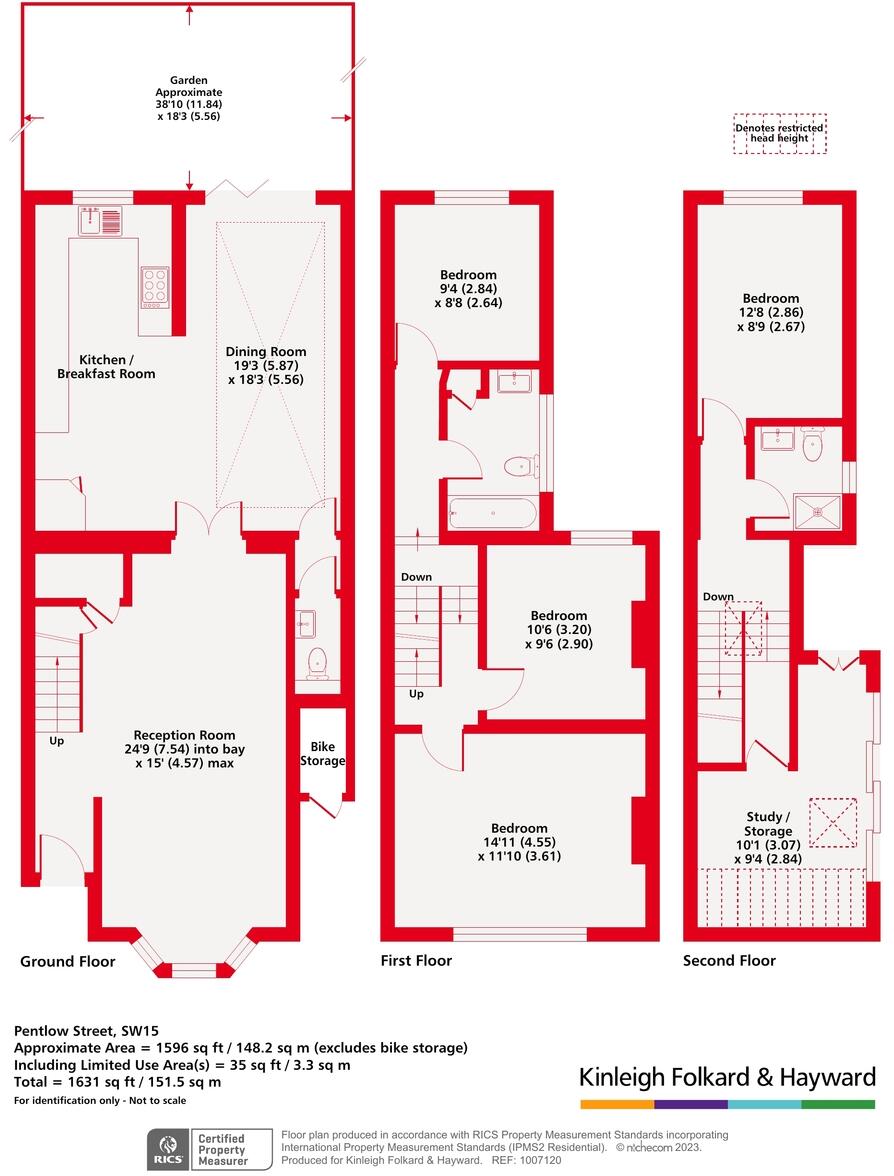 Garden
Approximate
38'10 (11.84)
x 18'3 (5.56)
Denotes restricted
head height
Kitchen /
Breakfast Room
Dining Room
19'3 (5.87)
x 18'3 (5.56)
Reception Room
24'9 (7.54) into bay
x 15' (4.57) max
Up
Bike
Storage
Ground Floor
Bedroom
9'4 (2.84)
x 8'8 (2.64)
Down
Up
Bedroom
10'6 (3.20)
x 9'6 (2.90)
Bedroom
14'11 (4.55)
x 11'10 (3.61)
First Floor
Bedroom
12'8 (2.86)
x 8'9 (2.67)
Down
Study /
Storage
10'1 (3.07)
x 9'4 (2.84)
Second Floor
Pentlow Street, SW15
Approximate Area = 1596 sq ft / 148.2 sq m (excludes bike storage)
Including Limited Use Area(s) = 35 sq ft / 3.3 sq m
Total = 1631 sq ft / 151.5 sq m
For identification only - Not to scale
Kinleigh Folkard & Hayward
RICS
Certified
Property
Measurer
Floor plan produced in accordance with RICS Property Measurement Standards incorporating
International Property Measurement Standards (IPMS2 Residential). © nichecom 2023.
Produced for Kinleigh Folkard & Hayward. REF: 1007120